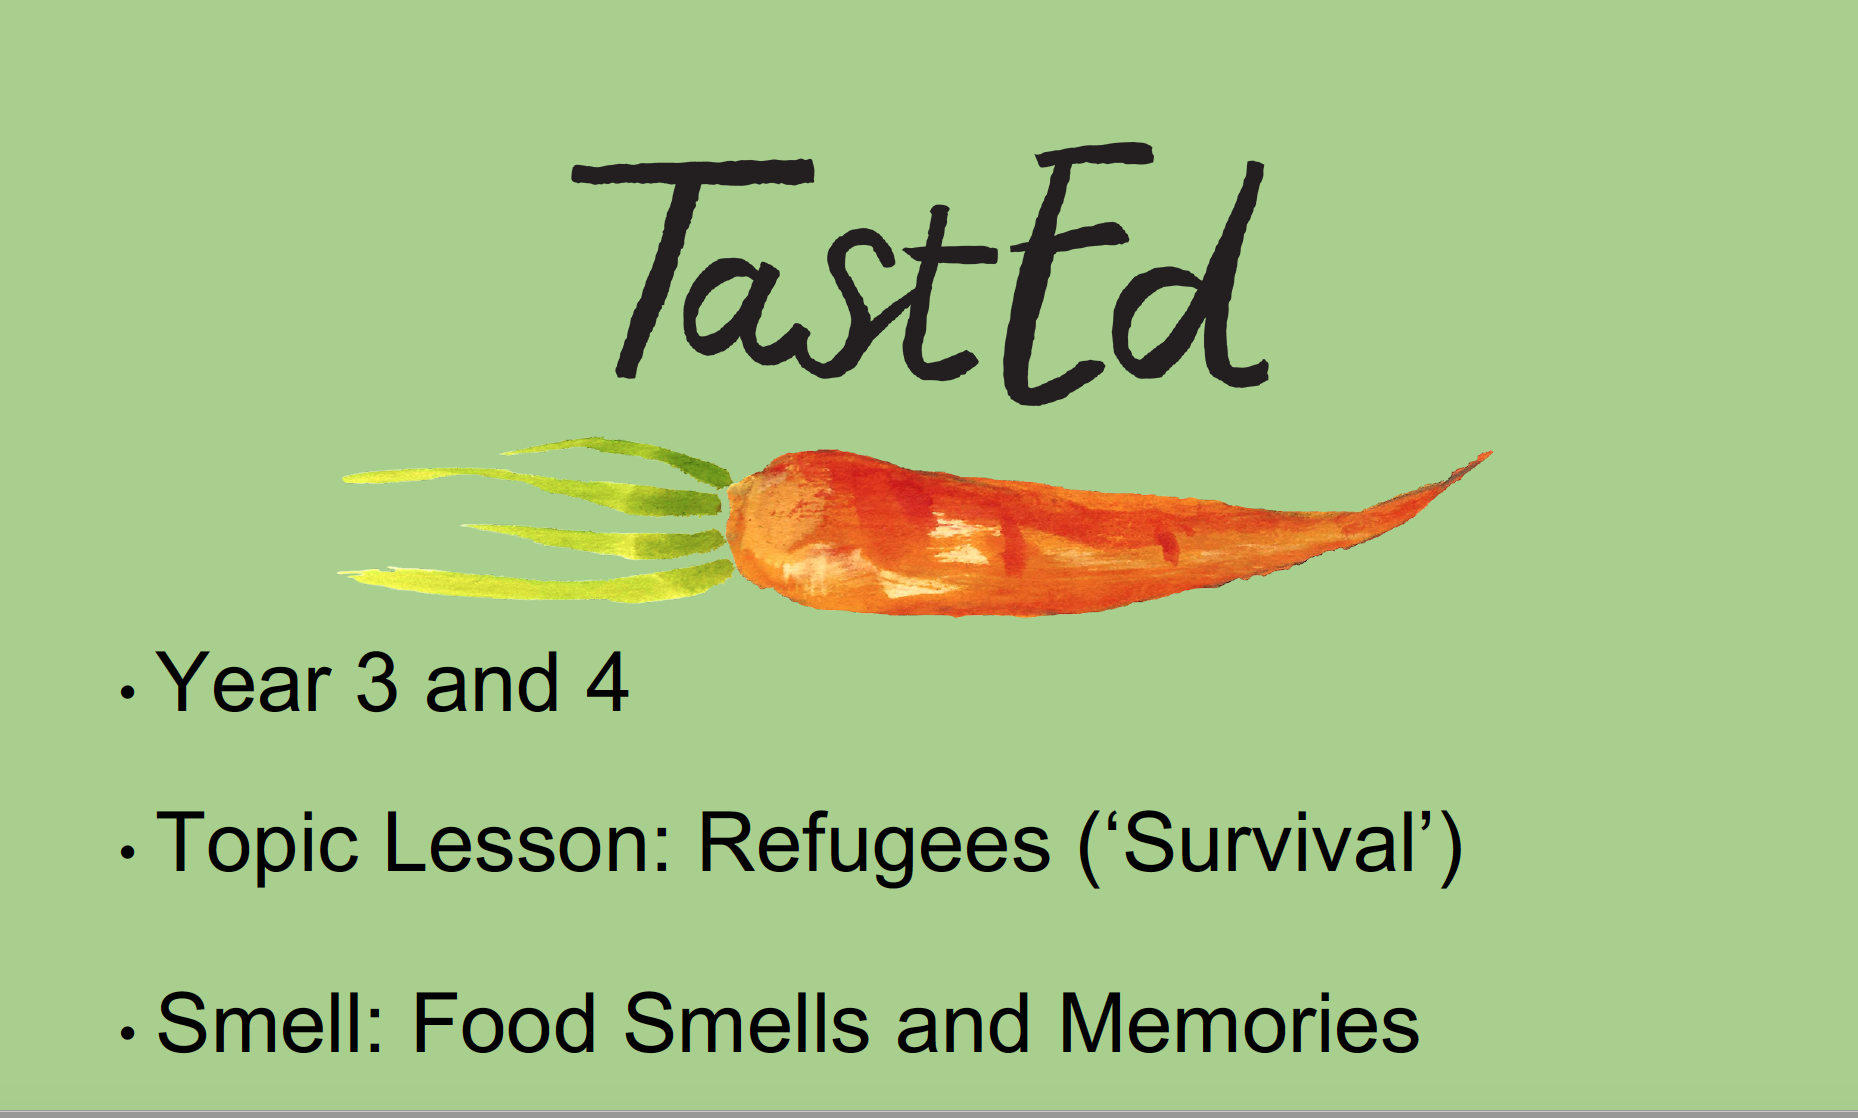 TastEd
• Year 3 and 4
• Topic Lesson: Refugees (‘Survival’)
• Smell: Food Smells and Memories